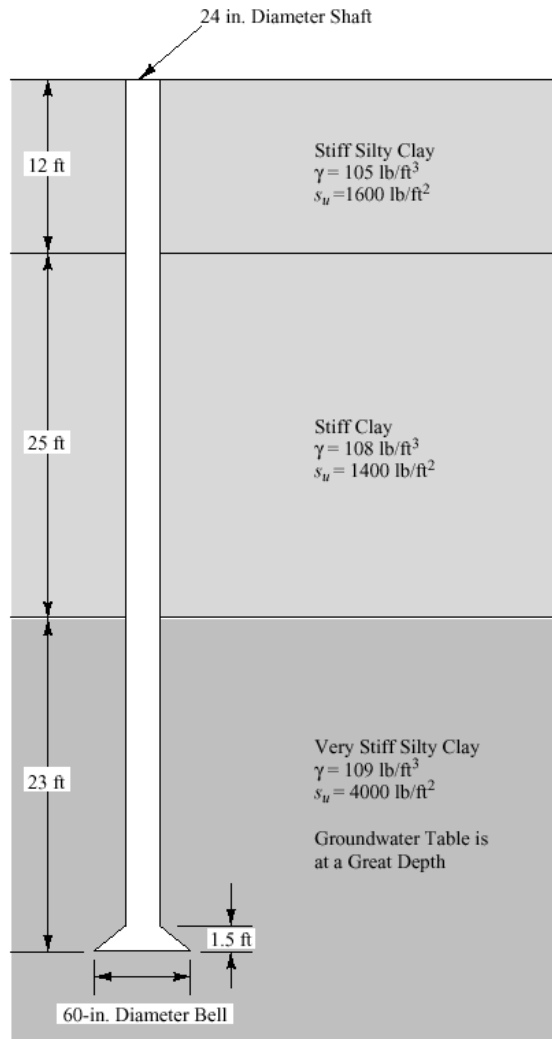 24 in. Diameter Shaft
12 ft
Stiff Silty Clay
γ = 105 lb/ft³
sᵤ =1600 lb/ft²
25 ft
Stiff Clay
γ = 108 lb/ft³
sᵤ = 1400 lb/ft²
23 ft
Very Stiff Silty Clay
γ = 109 lb/ft³
sᵤ = 4000 lb/ft²
Groundwater Table is
at a Great Depth
1.5 ft
60-in. Diameter Bell